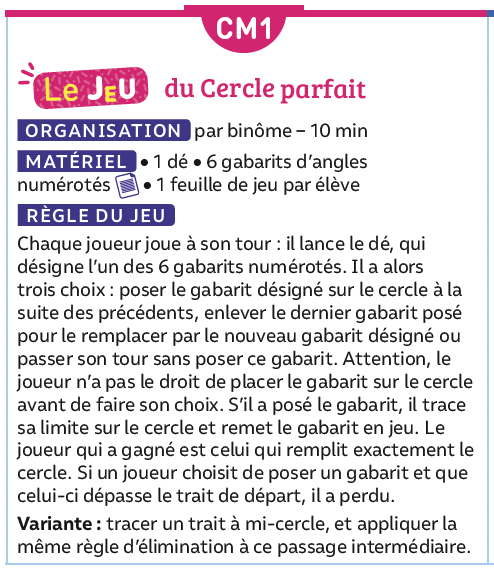 CM1
Le JEU du Cercle parfait
ORGANISATION par binôme – 10 min
MATÉRIEL • 1 dé • 6 gabarits d’angles
numérotés • 1 feuille de jeu par élève
RÈGLE DU JEU
Chaque joueur joue à son tour : il lance le dé, qui
désigne l’un des 6 gabarits numérotés. Il a alors
trois choix : poser le gabarit désigné sur le cercle à la
suite des précédents, enlever le dernier gabarit posé
pour le remplacer par le nouveau gabarit désigné ou
passer son tour sans poser ce gabarit. Attention, le
joueur n’a pas le droit de placer le gabarit sur le cercle
avant de faire son choix. S’il a posé le gabarit, il trace
sa limite sur le cercle et remet le gabarit en jeu. Le
joueur qui a gagné est celui qui remplit exactement le
cercle. Si un joueur choisit de poser un gabarit et que
celui-ci dépasse le trait de départ, il a perdu.
Variante : tracer un trait à mi-cercle, et appliquer la
même règle d’élimination à ce passage intermédiaire.